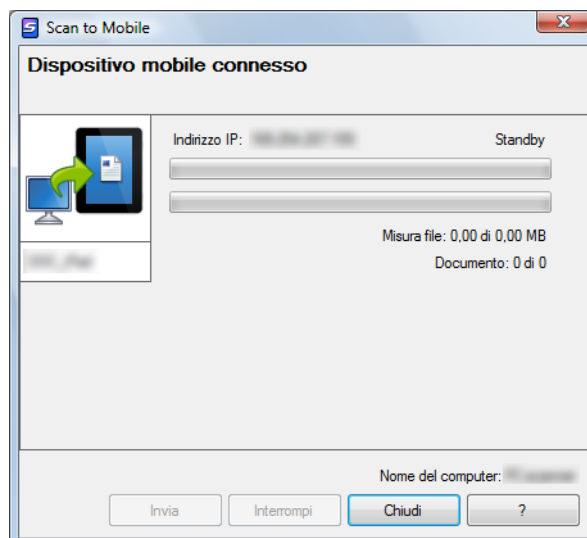 Scan to Mobile
Dispositivo mobile connesso
Indirizzo IP: Standby
Misura file: 0,00 di 0,00 MB
Documento: 0 di 0
Nome del computer:
Invia Interrompi Chiudi ?